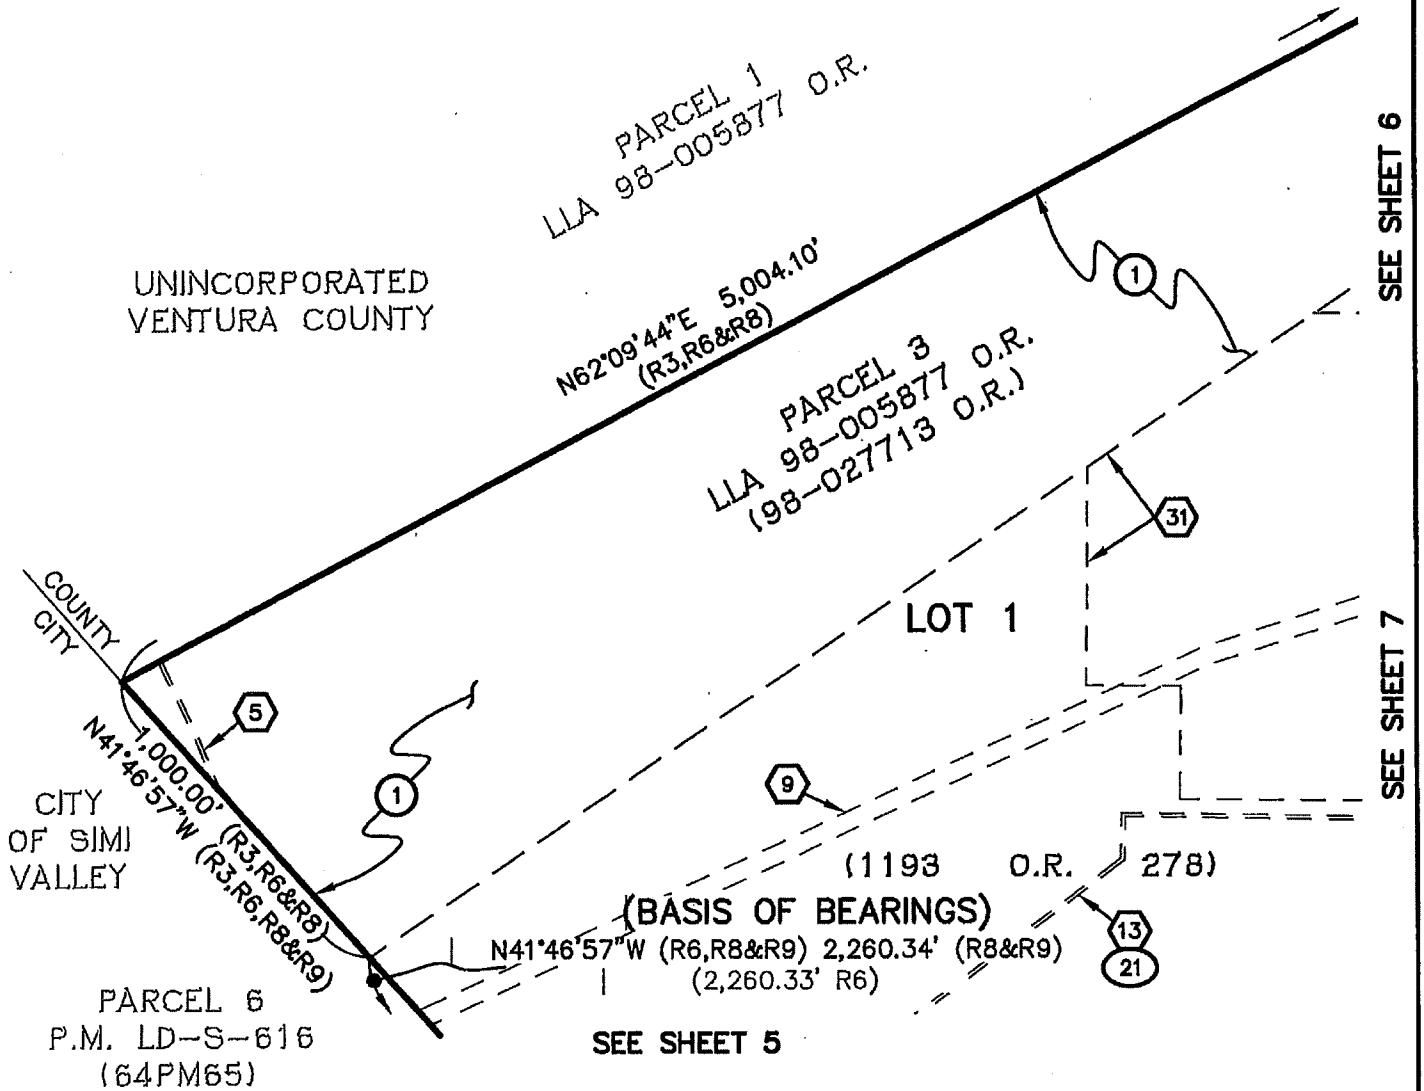 PARCEL 1
LLA 98-005877 O.R.
SEE SHEET 6
UNINCORPORATED
VENTURA COUNTY
N62°09'44"E 5,004.10'
(R3,R6&R8)
1
PARCEL 3
LLA 98-005877 O.R.
(98-027713 O.R.)
31
LOT 1
COUNTY
CITY
SEE SHEET 7
5
1,000.00' (R3,R6&R8)
N41°46'57"W (R3,R6,R8&R9)
1
9
CITY
OF SIMI
VALLEY
(1193 O.R. 278)
(BASIS OF BEARINGS)
N41°46'57"W (R6,R8&R9) 2,260.34' (R8&R9)
(2,260.33' R6)
13
21
PARCEL 6
P.M. LD-S-616
(64PM65)
SEE SHEET 5